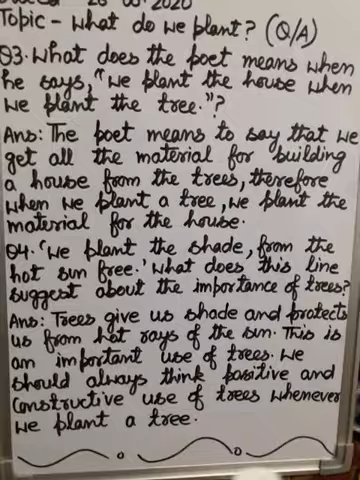 2020
Topic - What do we plant? (Q/A)
Q3. What does the poet means when
he says, "We plant the house when
we plant the tree."?
Ans: The poet means to say that we
get all the material for building
a house from the trees, therefore
when we plant a tree, we plant the
material for the house.
Q4. 'We plant the shade, from the
hot sun free.' What does this line
suggest about the importance of trees?
Ans: Trees give us shade and protects
us from hot rays of the sun. This is
an important use of trees. We
should always think positive and
constructive use of trees whenever
we plant a tree.